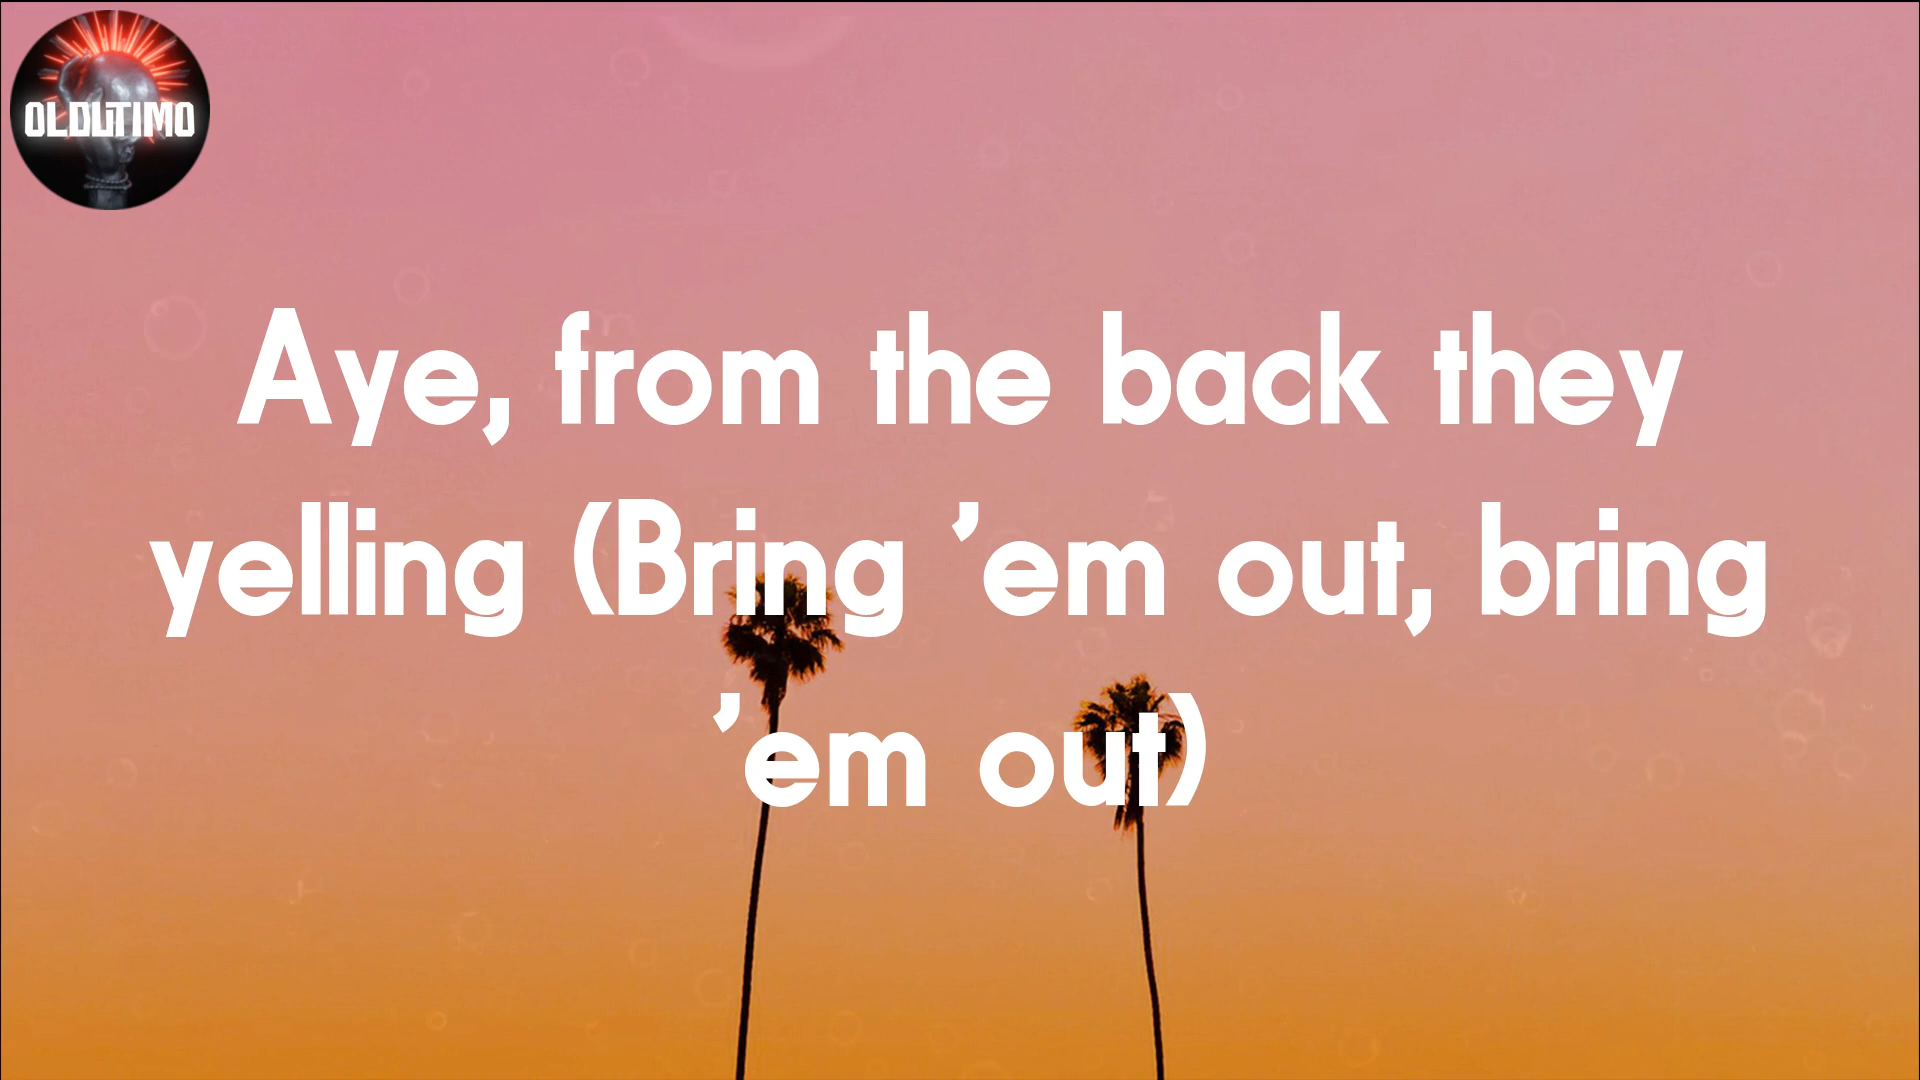 OLDUTIMO
Aye, from the back they
yelling (Bring 'em out, bring
'em out)